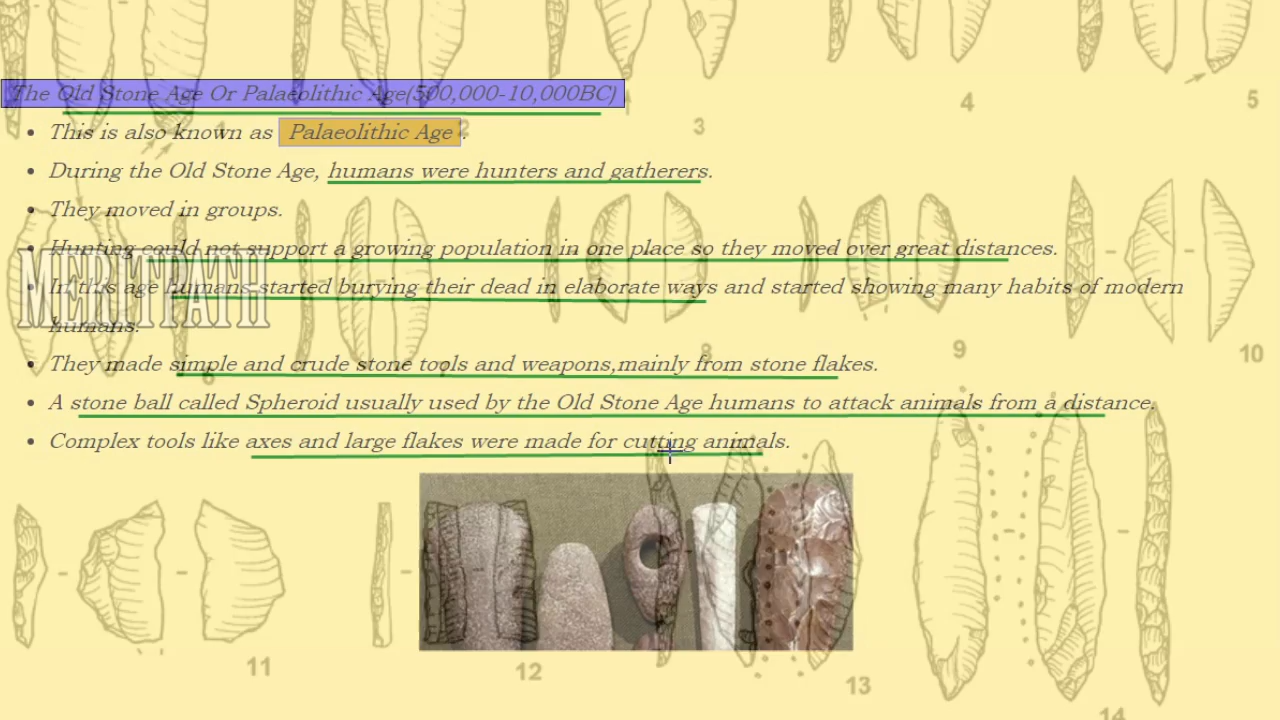 The Old Stone Age Or Palaeolithic Age(500,000-10,000BC)
This is also known as Palaeolithic Age .
During the Old Stone Age, humans were hunters and gatherers.
They moved in groups.
Hunting could not support a growing population in one place so they moved over great distances.
In this age humans started burying their dead in elaborate ways and started showing many habits of modern
humans.
They made simple and crude stone tools and weapons,mainly from stone flakes.
A stone ball called Spheroid usually used by the Old Stone Age humans to attack animals from a distance.
Complex tools like axes and large flakes were made for cutting animals.
MERITPATH
1
2
3
4
5
6
7
8
9
10
11
12
13
14